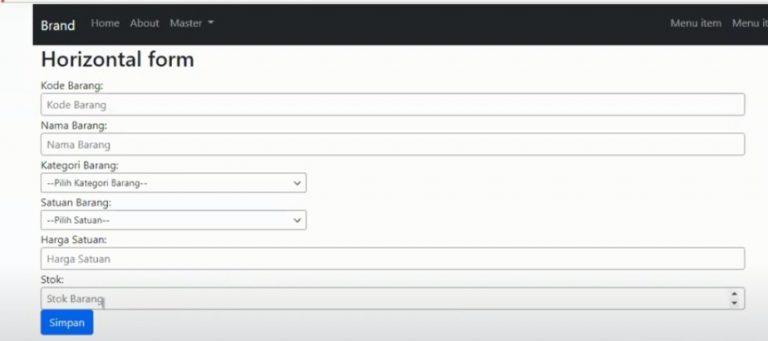 Brand Home About Master Menu item Menu
Horizontal form
Kode Barang:
Kode Barang
Nama Barang:
Nama Barang
Kategori Barang:
--Pilih Kategori Barang--
Satuan Barang:
--Pilih Satuan--
Harga Satuan:
Harga Satuan
Stok:
Stok Barang
Simpan